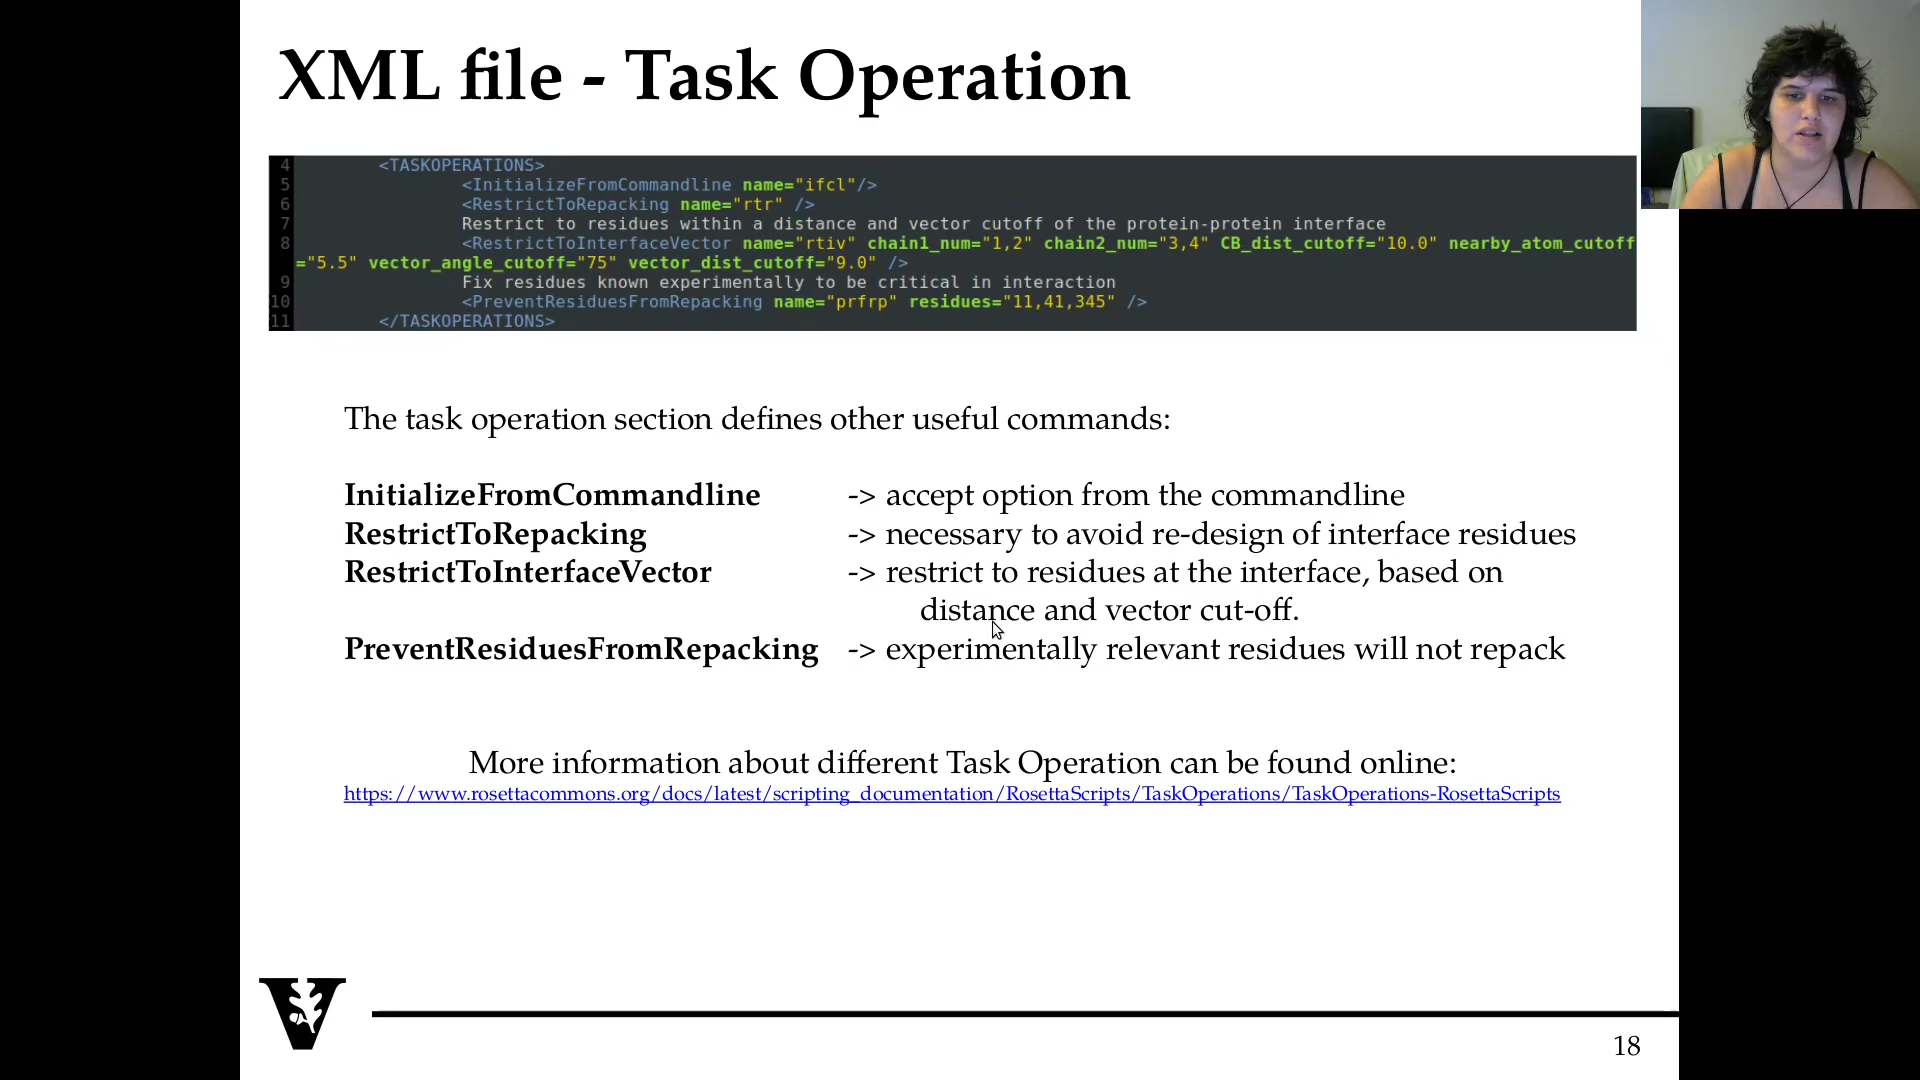 XML file - Task Operation
4 <TASKOPERATIONS>
5 <InitializeFromCommandline name="ifcl"/>
6 <RestrictToRepacking name="rtr" />
7 Restrict to residues within a distance and vector cutoff of the protein-protein interface
8 <RestrictToInterfaceVector name="rtiv" chain1_num="1,2" chain2_num="3,4" CB_dist_cutoff="10.0" nearby_atom_cutoff
="5.5" vector_angle_cutoff="75" vector_dist_cutoff="9.0" />
9 Fix residues known experimentally to be critical in interaction
10 <PreventResiduesFromRepacking name="prfrp" residues="11,41,345" />
11 </TASKOPERATIONS>
The task operation section defines other useful commands:
InitializeFromCommandline -> accept option from the commandline
RestrictToRepacking -> necessary to avoid re-design of interface residues
RestrictToInterfaceVector -> restrict to residues at the interface, based on
distance and vector cut-off.
PreventResiduesFromRepacking -> experimentally relevant residues will not repack
More information about different Task Operation can be found online:
https://www.rosettacommons.org/docs/latest/scripting_documentation/RosettaScripts/TaskOperations/TaskOperations-RosettaScripts
V
18